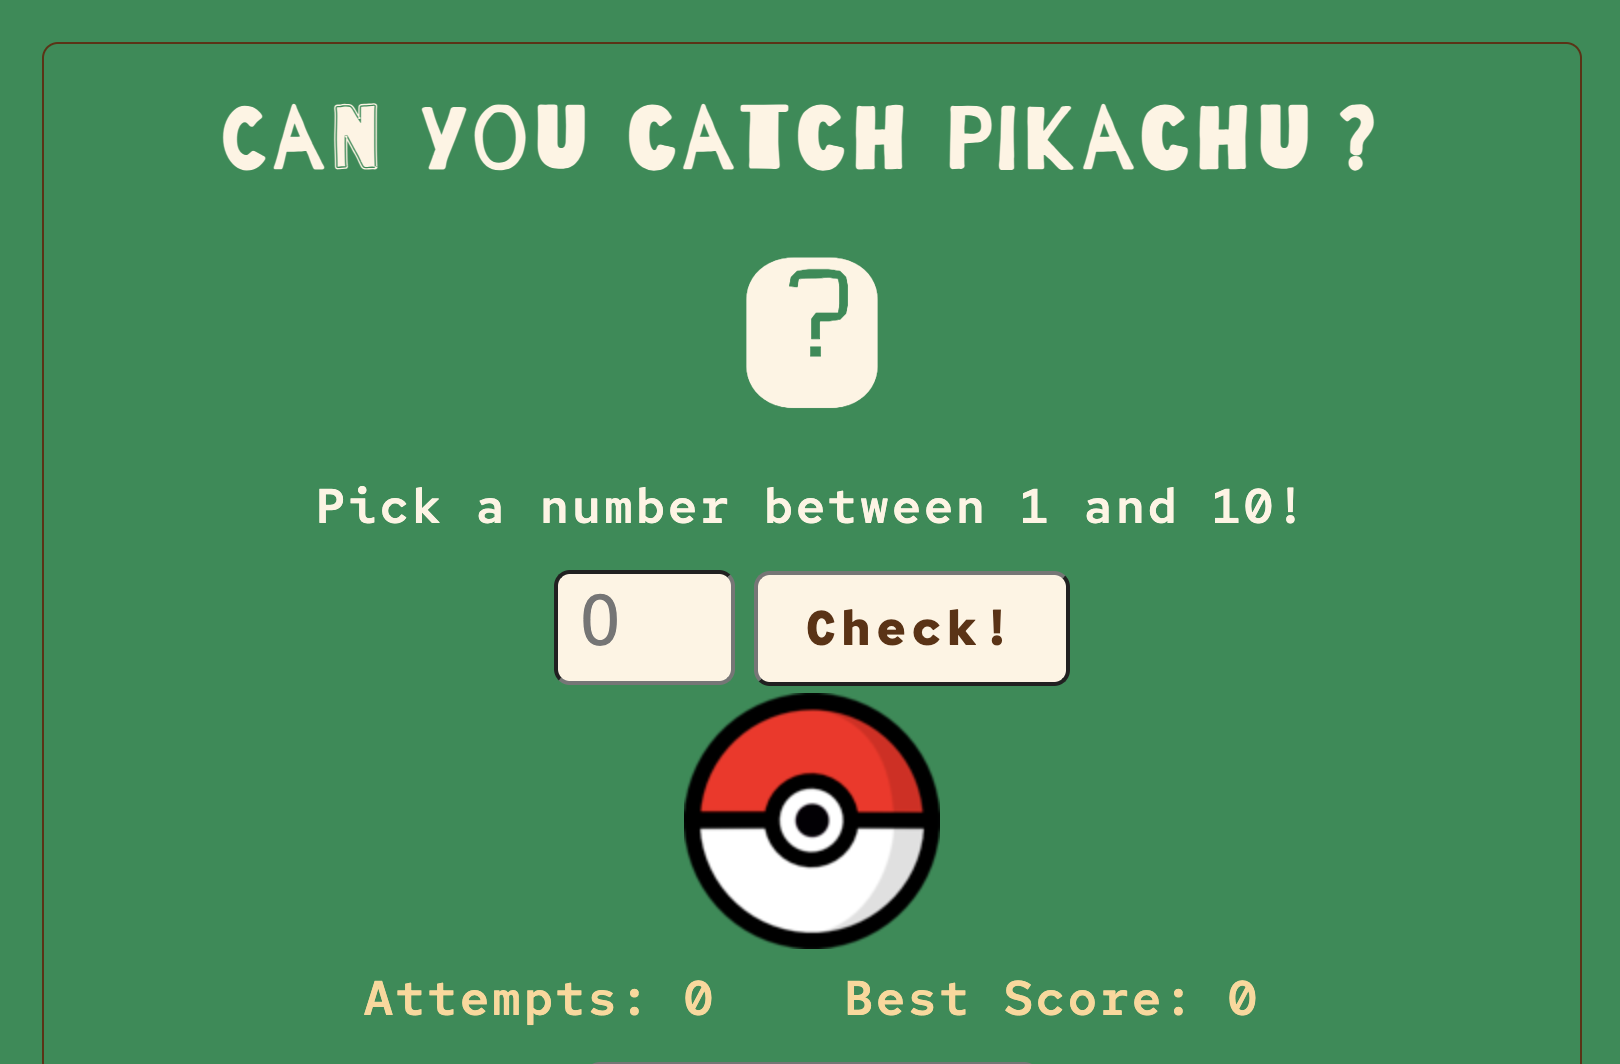 CAN YOU CATCH PIKACHU ?
?
Pick a number between 1 and 10!
0 Check!
Attempts: 0 Best Score: 0